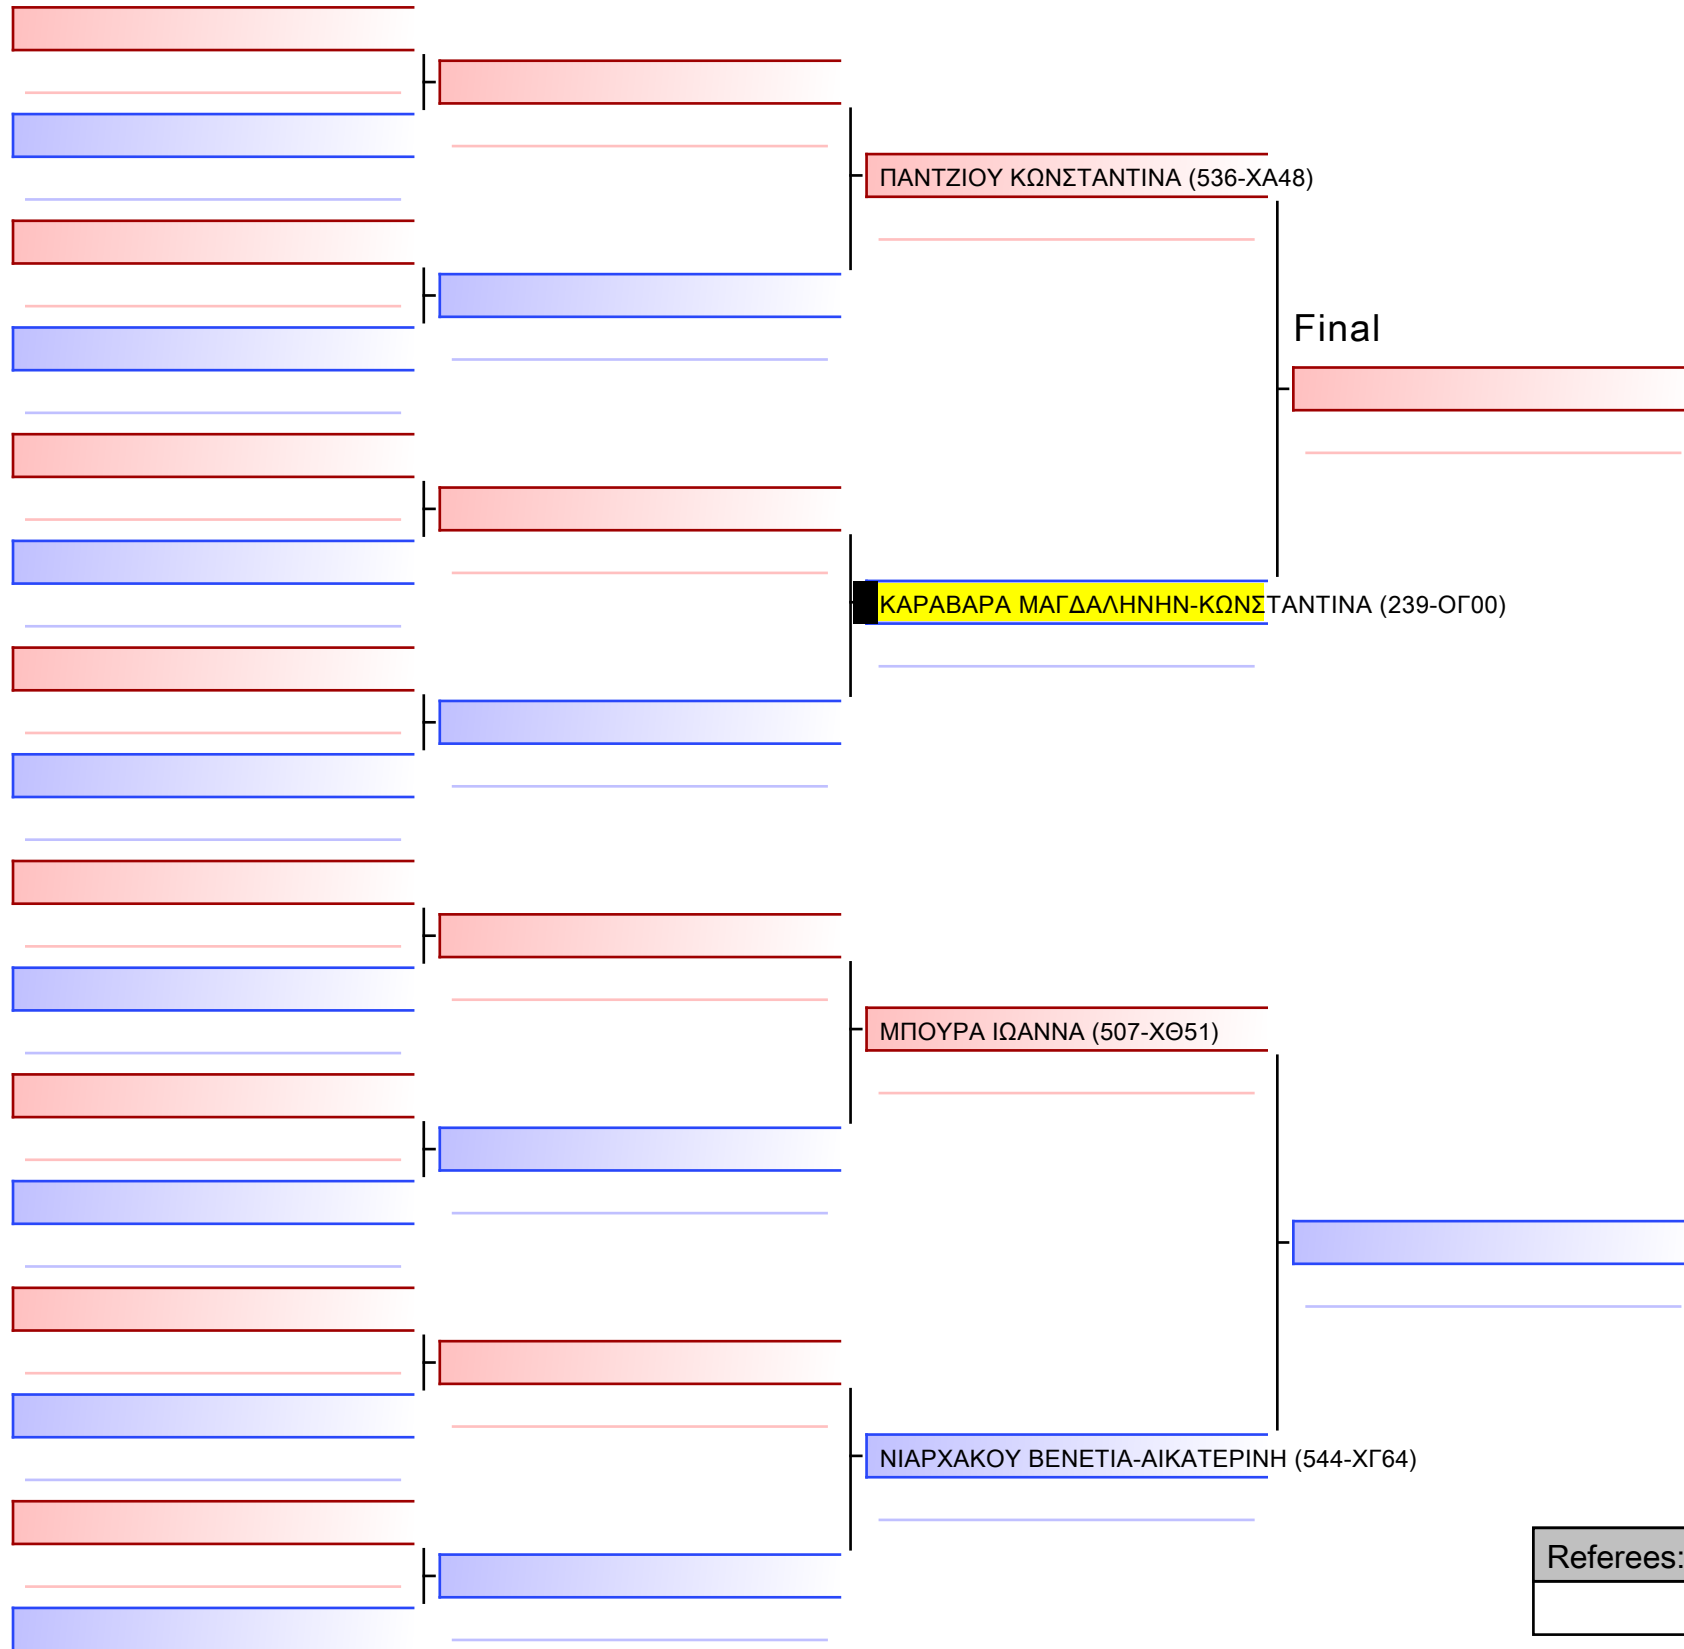 ΠΑΝΤΖΙΟΥ ΚΩΝΣΤΑΝΤΙΝΑ (536-ΧΑ48)
Final
ΚΑΡΑΒΑΡΑ ΜΑΓΔΑΛΗΝΗΝ-ΚΩΝΣΤΑΝΤΙΝΑ (239-ΟΓ00)
ΜΠΟΥΡΑ ΙΩΑΝΝΑ (507-ΧΘ51)
ΝΙΑΡΧΑΚΟΥ ΒΕΝΕΤΙΑ-ΑΙΚΑΤΕΡΙΝΗ (544-ΧΓ64)
Referees: